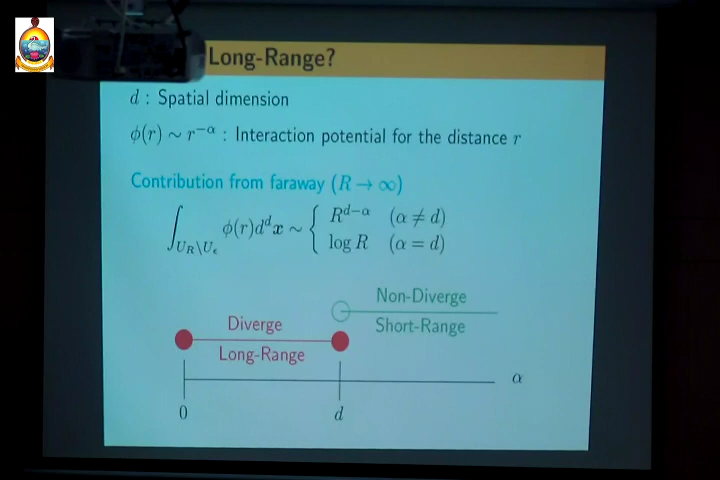 Long-Range?
d : Spatial dimension
ϕ(r) ∼ r^{−α} : Interaction potential for the distance r
Contribution from faraway (R → ∞)
∫_{U_R\U_ϵ} ϕ(r)d^d x ∼ { R^{d−α} (α ≠ d)
log R (α = d)
Non-Diverge
Diverge
Short-Range
Long-Range
α
0 d